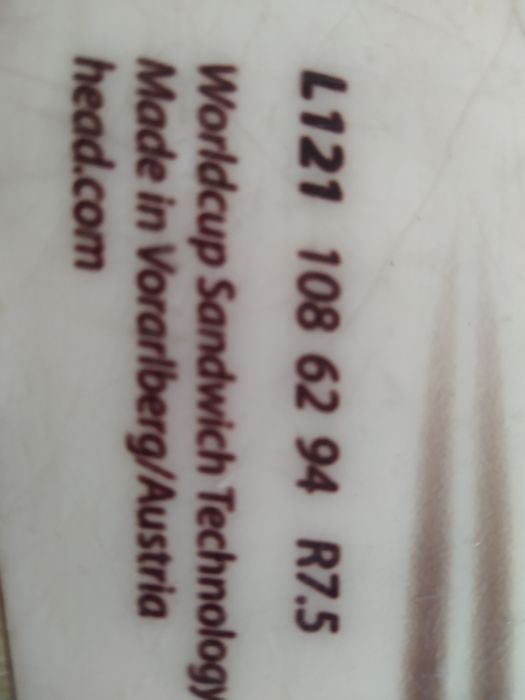 L121 108 62 94 R7.5
Worldcup Sandwich Technology
Made in Vorarlberg/Austria
head.com